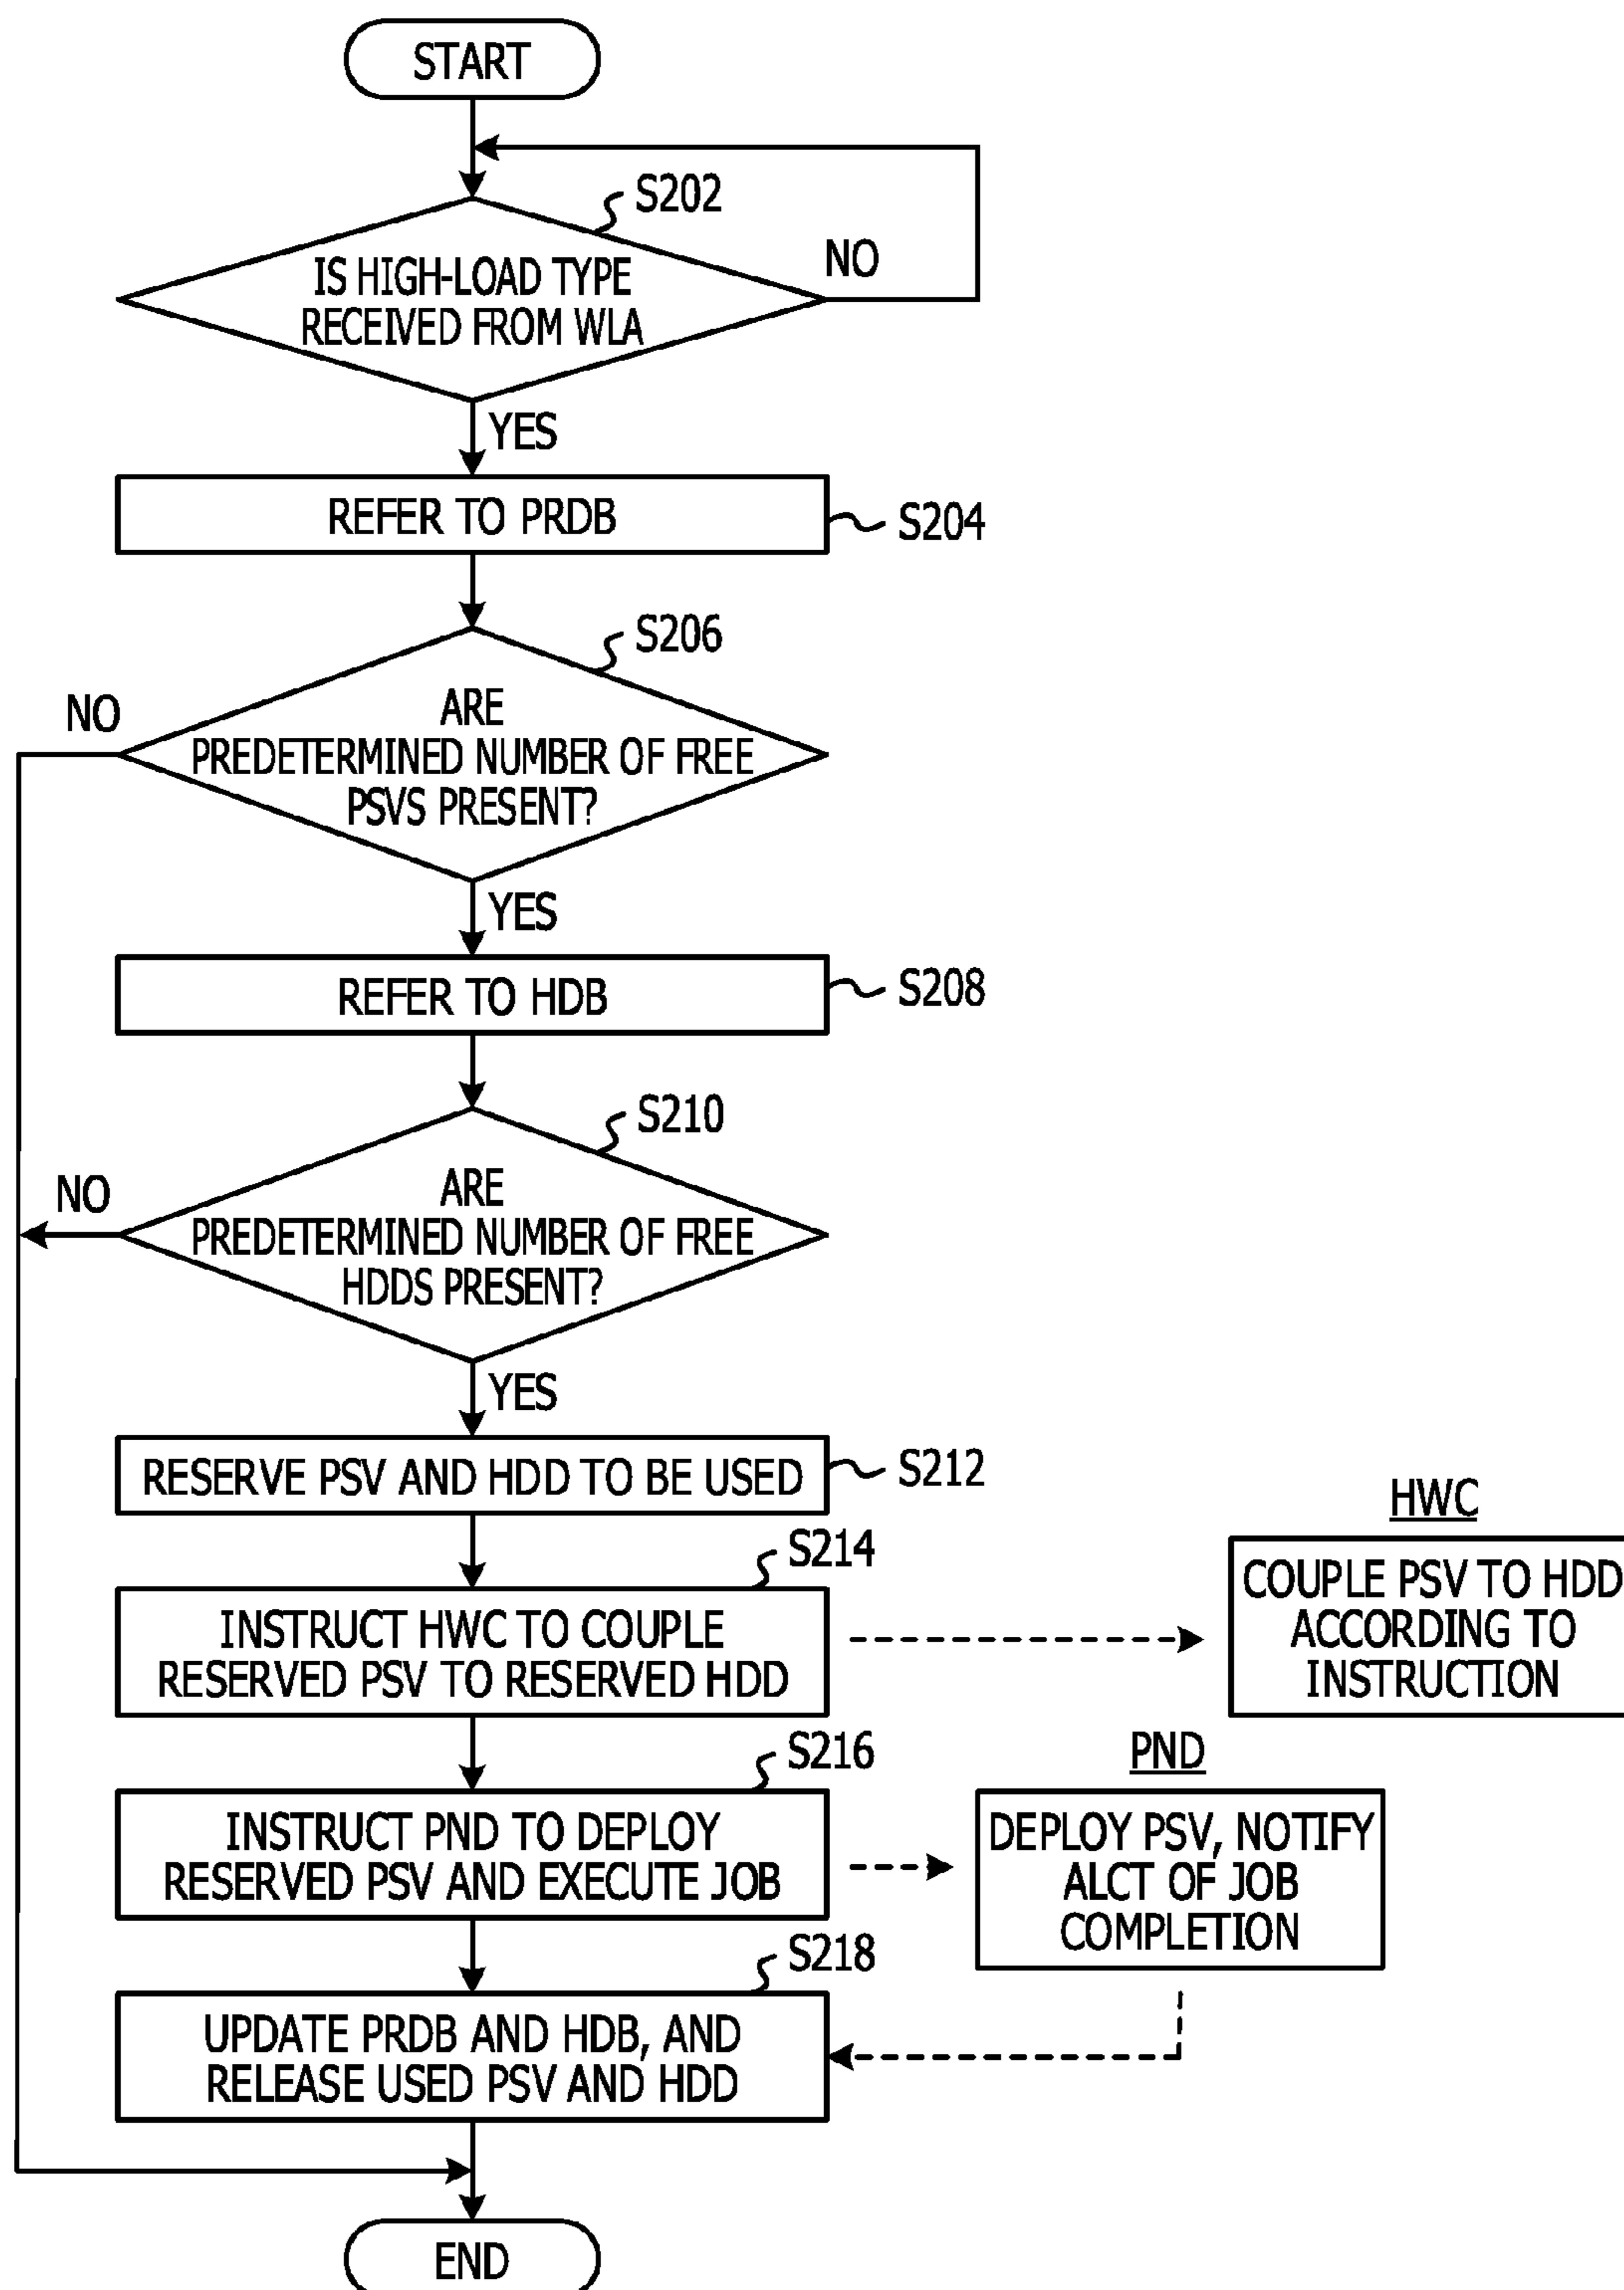 START
S202
IS HIGH-LOAD TYPE
RECEIVED FROM WLA
NO
YES
REFER TO PRDB
S204
S206
ARE
PREDETERMINED NUMBER OF FREE
PSVS PRESENT?
NO
YES
REFER TO HDB
S208
S210
ARE
PREDETERMINED NUMBER OF FREE
HDDS PRESENT?
NO
YES
RESERVE PSV AND HDD TO BE USED
S212
S214
INSTRUCT HWC TO COUPLE
RESERVED PSV TO RESERVED HDD
HWC
COUPLE PSV TO HDD
ACCORDING TO
INSTRUCTION
S216
INSTRUCT PND TO DEPLOY
RESERVED PSV AND EXECUTE JOB
PND
DEPLOY PSV, NOTIFY
ALCT OF JOB
COMPLETION
S218
UPDATE PRDB AND HDB, AND
RELEASE USED PSV AND HDD
END